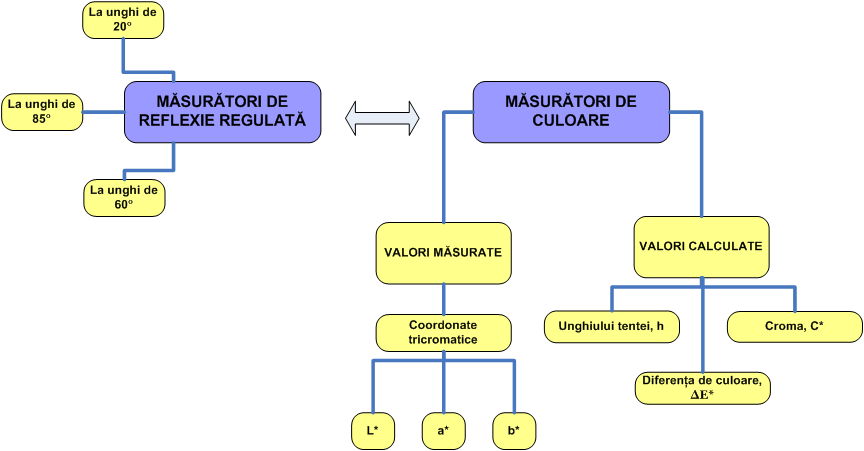 La unghi de
20°
La unghi de
85°
MĂSURĂTORI DE
REFLEXIE REGULATĂ
La unghi de
60°
MĂSURĂTORI DE
CULOARE
VALORI MĂSURATE
VALORI CALCULATE
Coordonate
tricromatice
L*
a*
b*
Unghiului tentei, h
Croma, C*
Diferența de culoare,
ΔE*